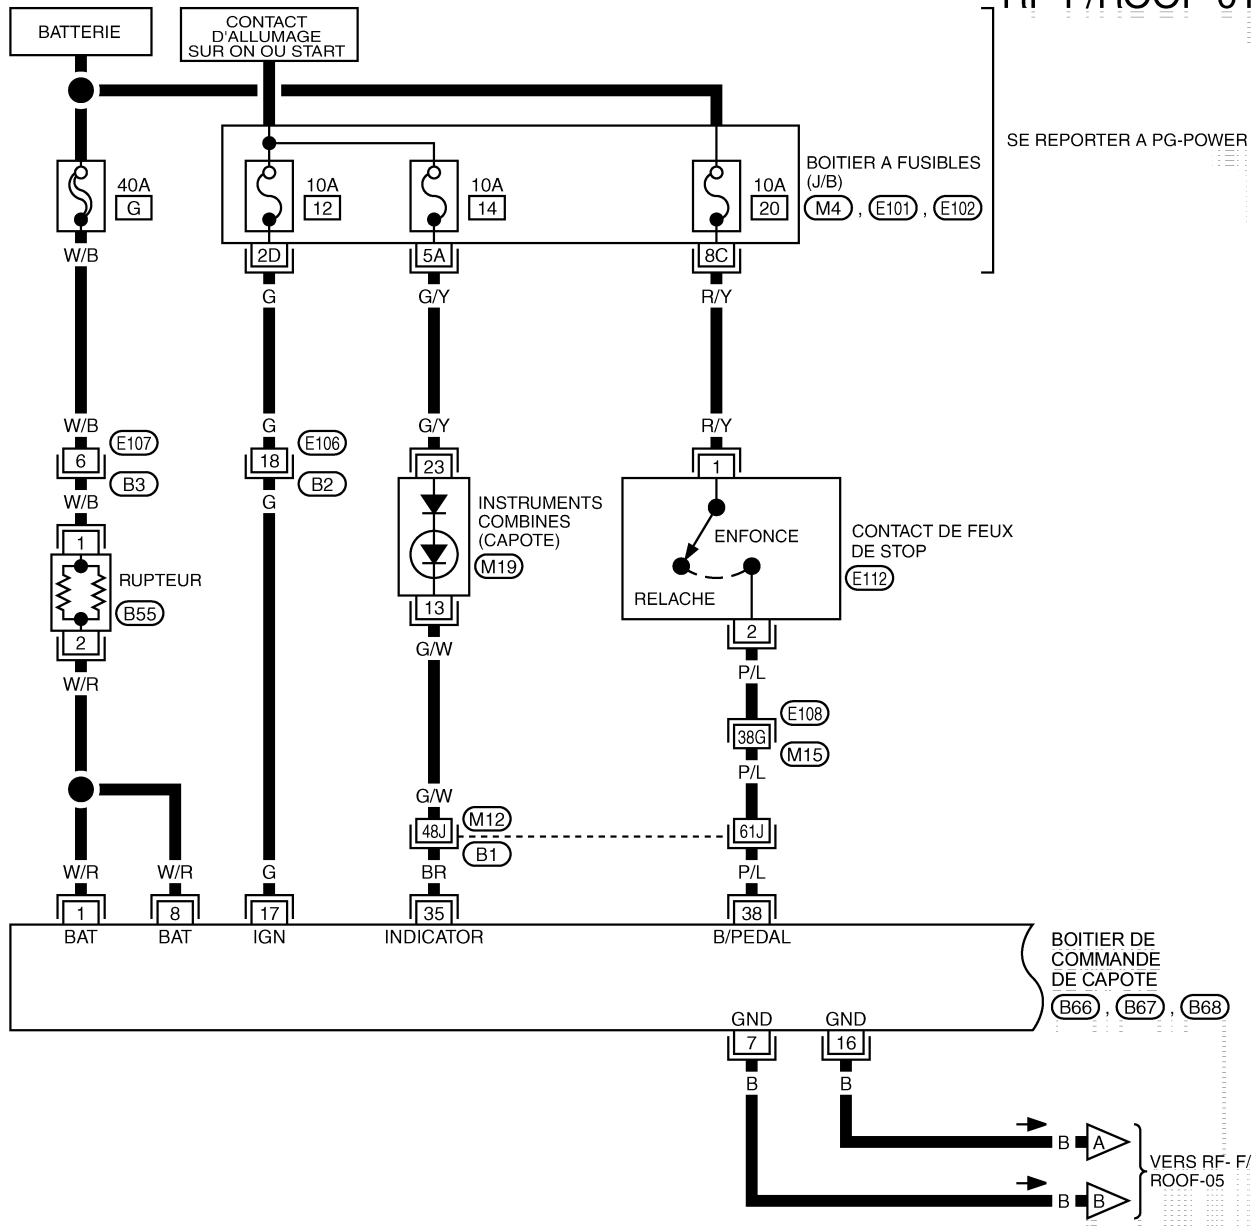 BATTERIE
CONTACT
D'ALLUMAGE
SUR ON OU START
SE REPORTER A PG-POWER
40A
G
10A
12
10A
14
10A
20
BOITIER A FUSIBLES
(J/B)
M4 , E101 , E102
W/B
2D
5A
8C
G
G/Y
R/Y
W/B
G
G/Y
R/Y
6
E107
B3
18
E106
B2
23
1
W/B
G
INSTRUMENTS
COMBINES
(CAPOTE)
M19
ENFONCE
RELACHE
CONTACT DE FEUX
DE STOP
E112
1
RUPTEUR
B55
2
13
2
W/R
G/W
P/L
38G
E108
M15
P/L
G/W
48J
M12
B1
61J
W/R
W/R
G
BR
P/L
1
8
17
35
38
BAT
BAT
IGN
INDICATOR
B/PEDAL
BOITIER DE
COMMANDE
DE CAPOTE
B66 , B67 , B68
GND
GND
7
16
B
B
B
A
B
B
VERS RF- F/
ROOF-05